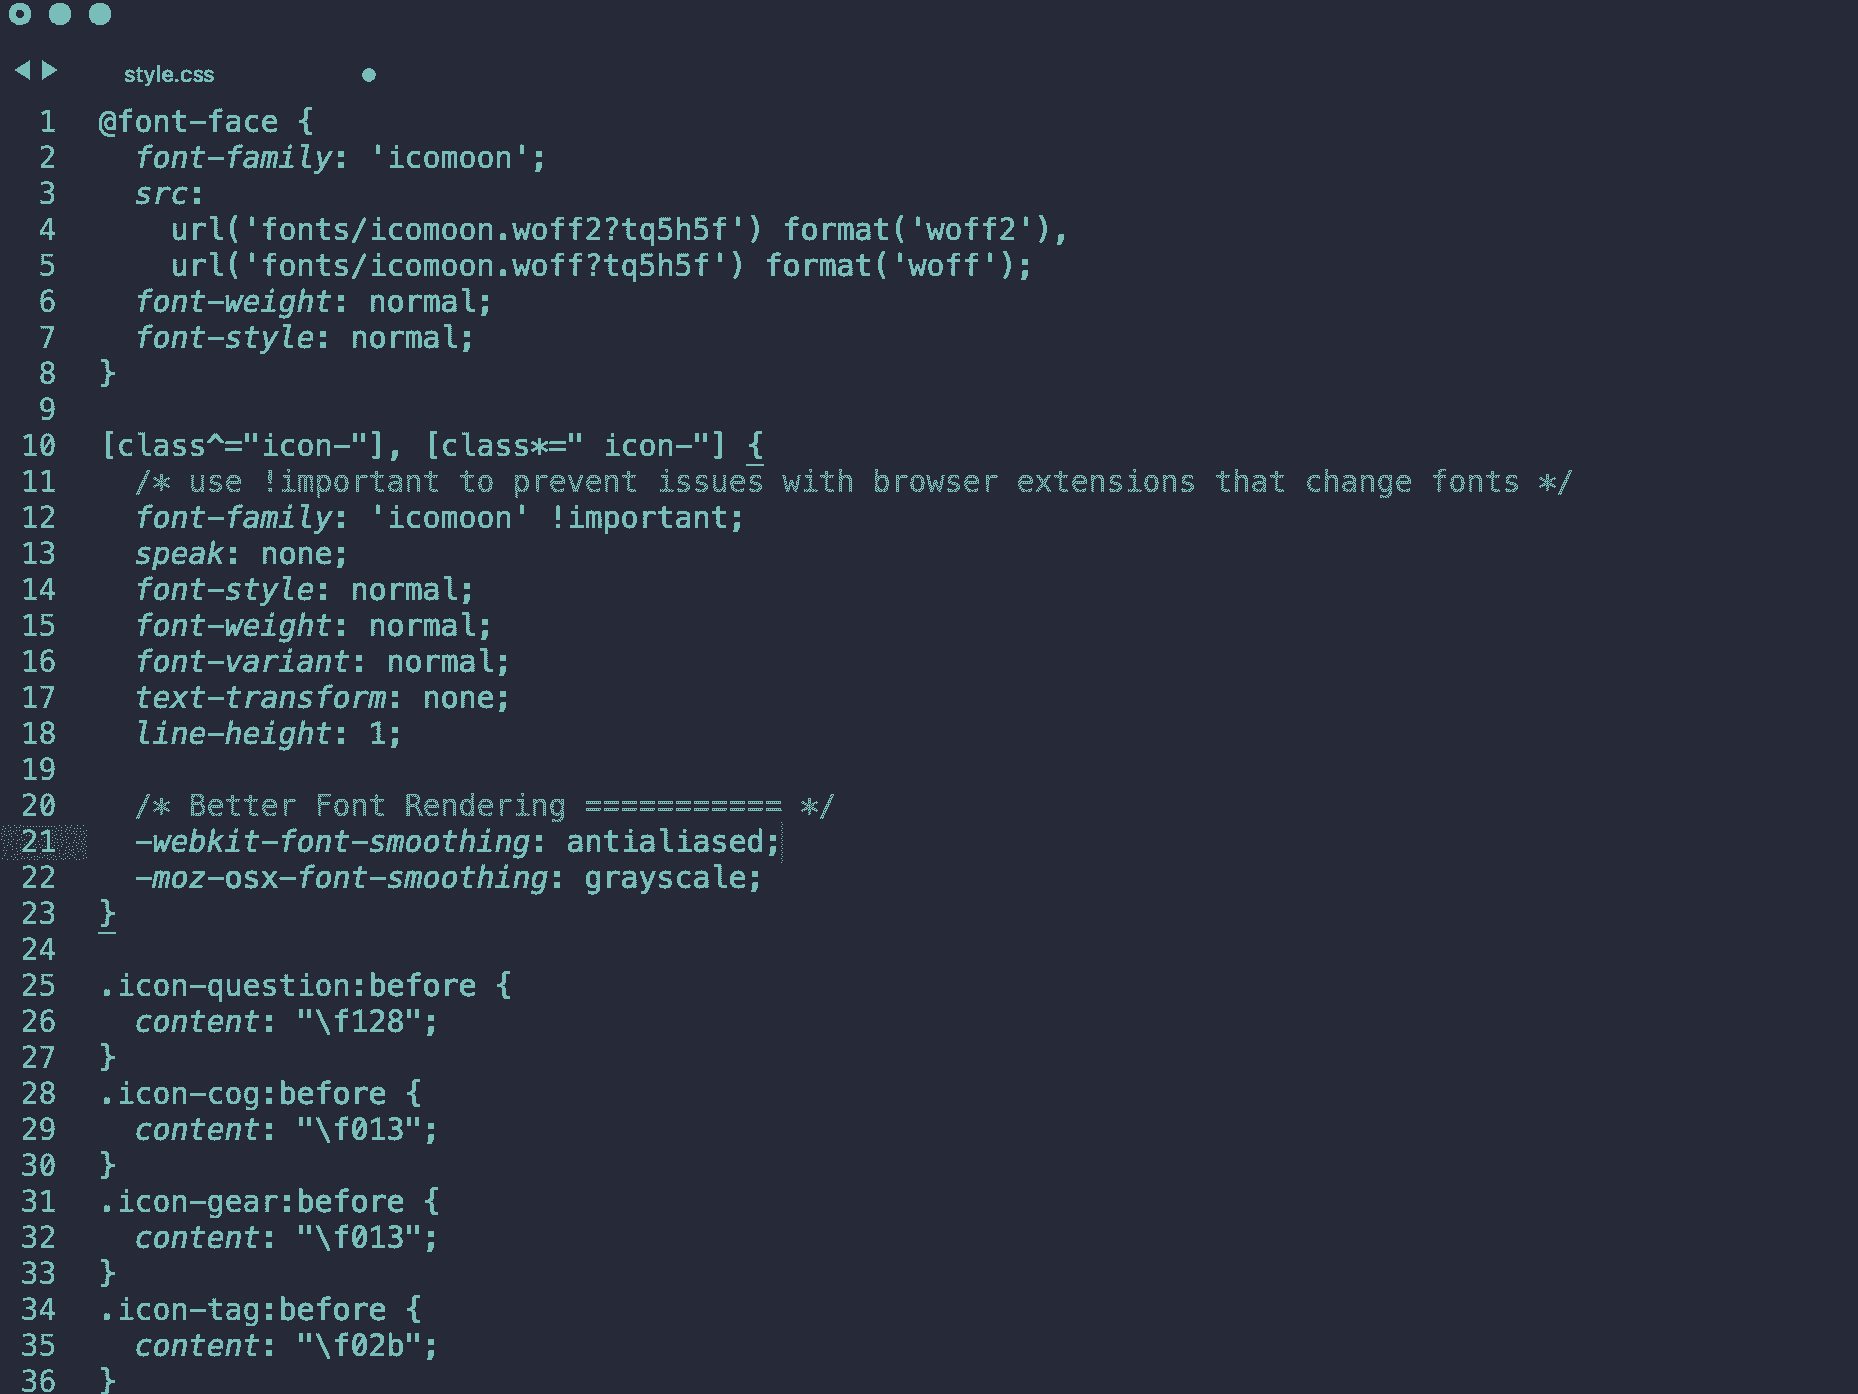 style.css
1 @font-face {
2   font-family: 'icomoon';
3   src:
4     url('fonts/icomoon.woff2?tq5h5f') format('woff2'),
5     url('fonts/icomoon.woff?tq5h5f') format('woff');
6   font-weight: normal;
7   font-style: normal;
8 }
9
10 [class^="icon-"], [class*=" icon-"] {
11   /* use !important to prevent issues with browser extensions that change fonts */
12   font-family: 'icomoon' !important;
13   speak: none;
14   font-style: normal;
15   font-weight: normal;
16   font-variant: normal;
17   text-transform: none;
18   line-height: 1;
19
20   /* Better Font Rendering =========== */
21   -webkit-font-smoothing: antialiased;
22   -moz-osx-font-smoothing: grayscale;
23 }
24
25 .icon-question:before {
26   content: "\f128";
27 }
28 .icon-cog:before {
29   content: "\f013";
30 }
31 .icon-gear:before {
32   content: "\f013";
33 }
34 .icon-tag:before {
35   content: "\f02b";
36 }